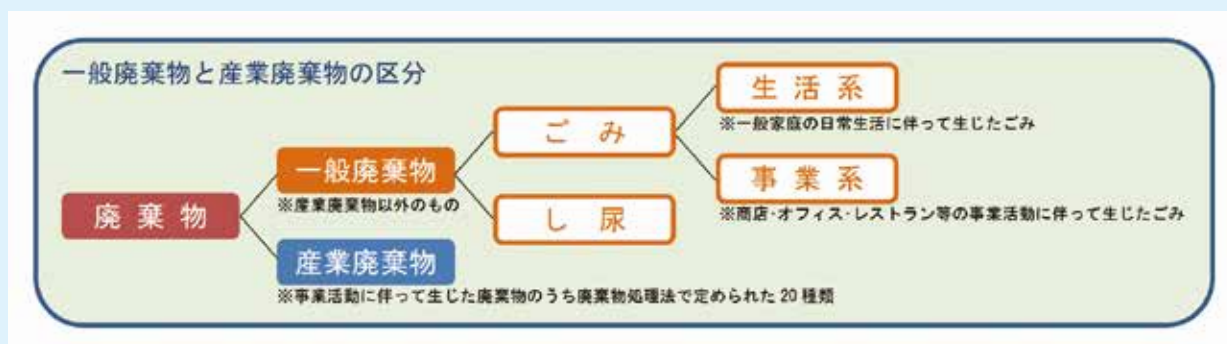 一般廃棄物と産業廃棄物の区分
廃棄物
一般廃棄物
※産業廃棄物以外のもの
産業廃棄物
※事業活動に伴って生じた廃棄物のうち廃棄物処理法で定められた20種類
ごみ
し尿
生活系
※一般家庭の日常生活に伴って生じたごみ
事業系
※商店・オフィス・レストラン等の事業活動に伴って生じたごみ